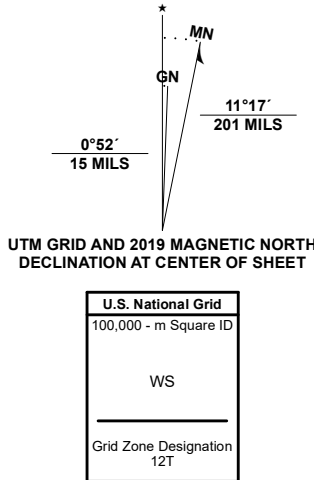 ★
MN
GN
11°17´
201 MILS
0°52´
15 MILS
UTM GRID AND 2019 MAGNETIC NORTH
DECLINATION AT CENTER OF SHEET
U.S. National Grid
100,000 - m Square ID
WS
Grid Zone Designation
12T